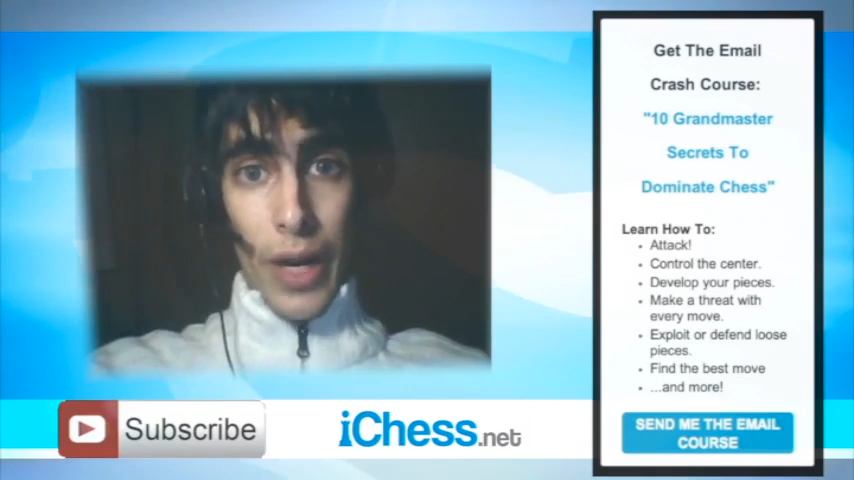 Get The Email
Crash Course:
"10 Grandmaster
Secrets To
Dominate Chess"
Learn How To:
• Attack!
• Control the center.
• Develop your pieces.
• Make a threat with
every move.
• Exploit or defend loose
pieces.
• Find the best move
• ...and more!
SEND ME THE EMAIL
COURSE
Subscribe
iChess.net